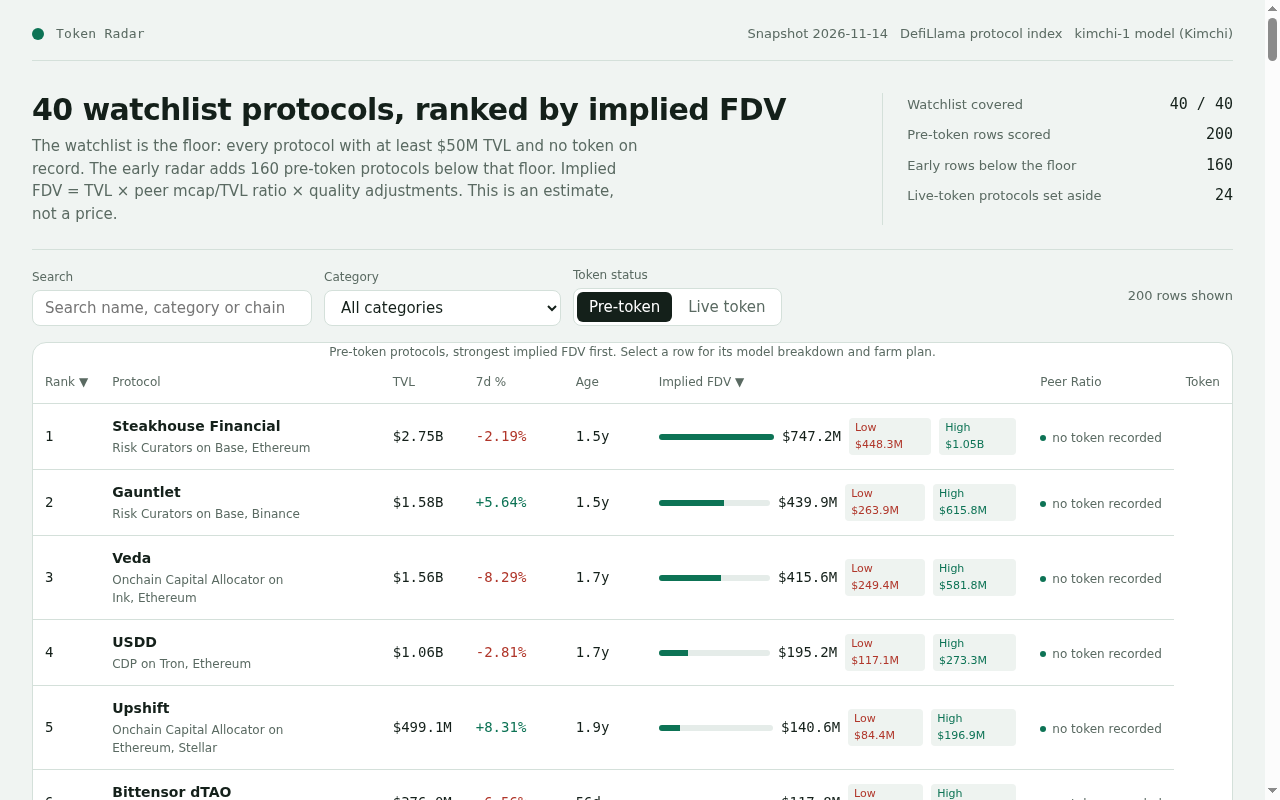 Token Radar
Snapshot 2026-11-14 DefiLlama protocol index kimchi-1 model (Kimchi)
40 watchlist protocols, ranked by implied FDV
The watchlist is the floor: every protocol with at least $50M TVL and no token on
record. The early radar adds 160 pre-token protocols below that floor. Implied
FDV = TVL × peer mcap/TVL ratio × quality adjustments. This is an estimate,
not a price.
Watchlist covered 40 / 40
Pre-token rows scored 200
Early rows below the floor 160
Live-token protocols set aside 24
Search
Search name, category or chain
Category
All categories
Token status
Pre-token Live token
200 rows shown
Pre-token protocols, strongest implied FDV first. Select a row for its model breakdown and farm plan.
Rank ▼ Protocol TVL 7d % Age Implied FDV ▼ Peer Ratio Token
1 Steakhouse Financial $2.75B -2.19% 1.5y $747.2M Low $448.3M High $1.05B no token recorded
Risk Curators on Base, Ethereum
2 Gauntlet $1.58B +5.64% 1.5y $439.9M Low $263.9M High $615.8M no token recorded
Risk Curators on Base, Binance
3 Veda $1.56B -8.29% 1.7y $415.6M Low $249.4M High $581.8M no token recorded
Onchain Capital Allocator on
Ink, Ethereum
4 USDD $1.06B -2.81% 1.7y $195.2M Low $117.1M High $273.3M no token recorded
CDP on Tron, Ethereum
5 Upshift $499.1M +8.31% 1.9y $140.6M Low $84.4M High $196.9M no token recorded
Onchain Capital Allocator on
Ethereum, Stellar
Bittensor dTAO Low High